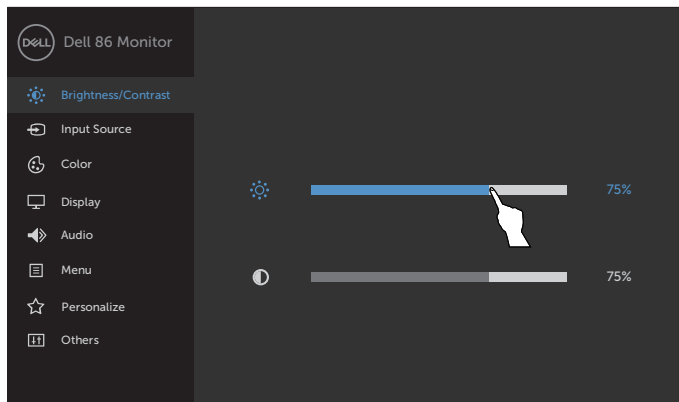 DELL
Dell 86 Monitor
Brightness/Contrast
Input Source
Color
Display
Audio
Menu
Personalize
Others
75%
75%